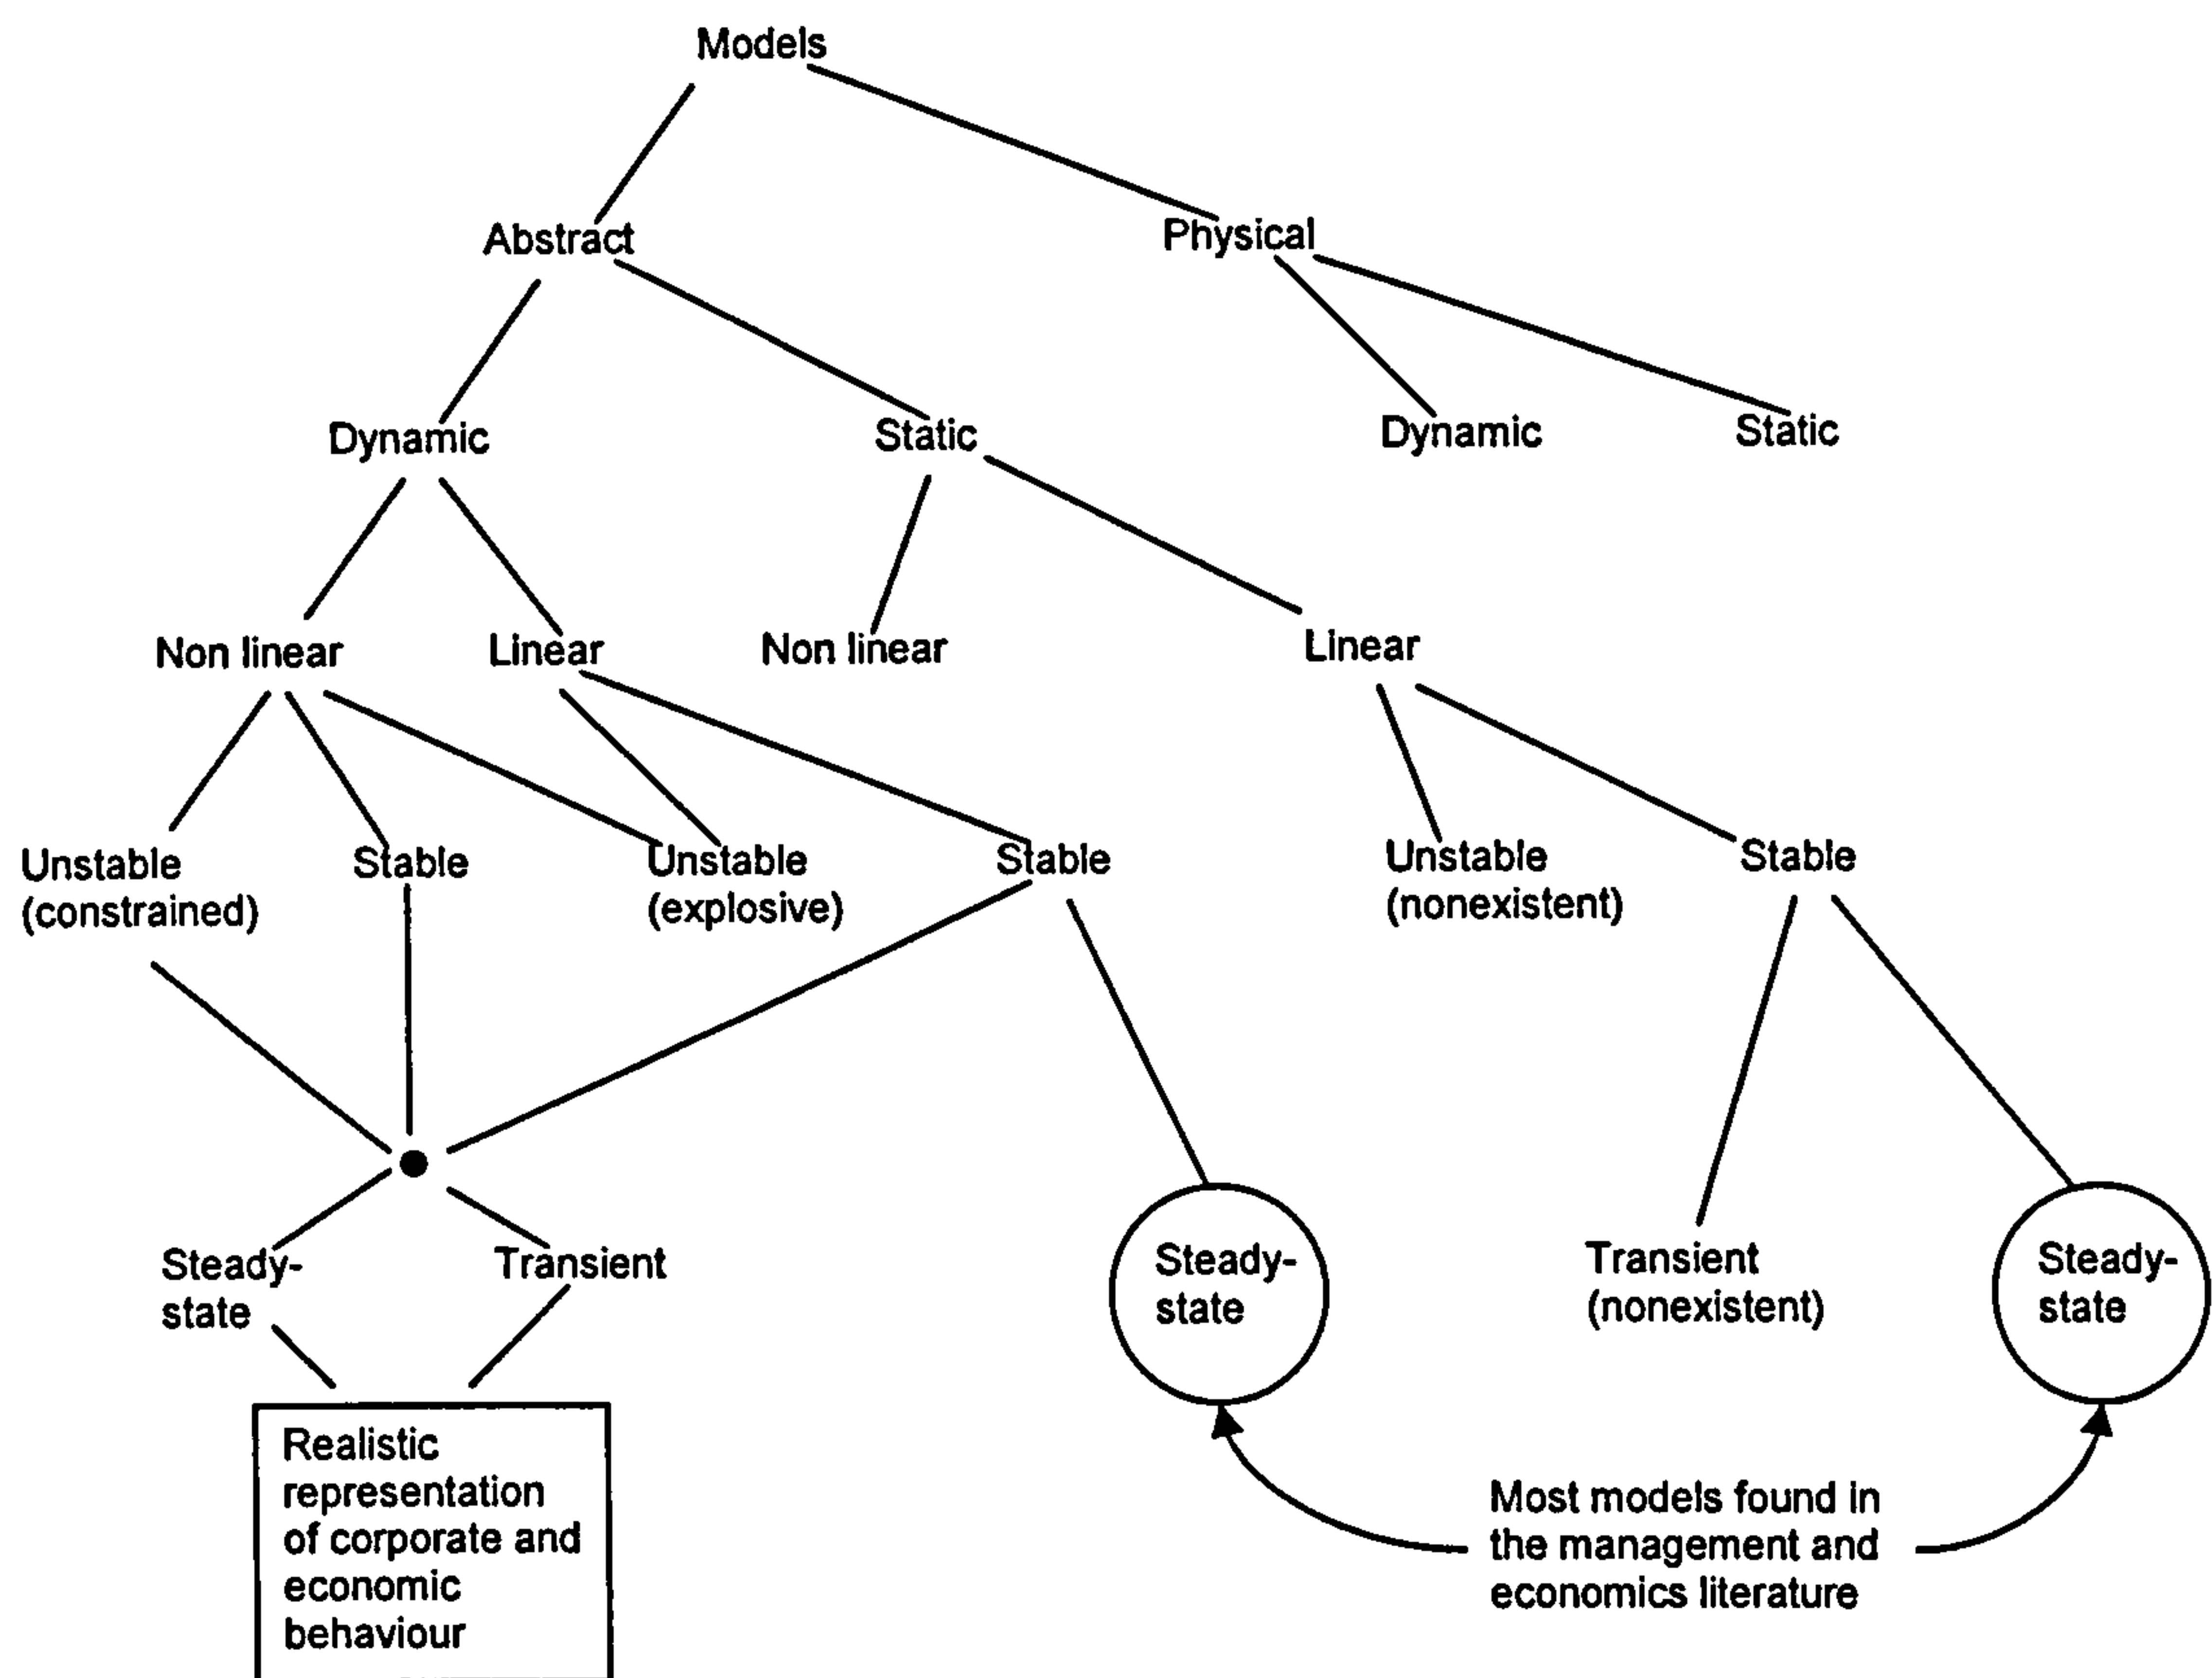 Models
Abstract
Physical
Dynamic
Static
Dynamic
Static
Non linear
Linear
Non linear
Linear
Unstable
(constrained)
Stable
Unstable
(explosive)
Stable
Unstable
(nonexistent)
Stable
Steady-
state
Transient
Steady-
state
Transient
(nonexistent)
Steady-
state
Realistic
representation
of corporate and
economic
behaviour
Most models found in
the management and
economics literature